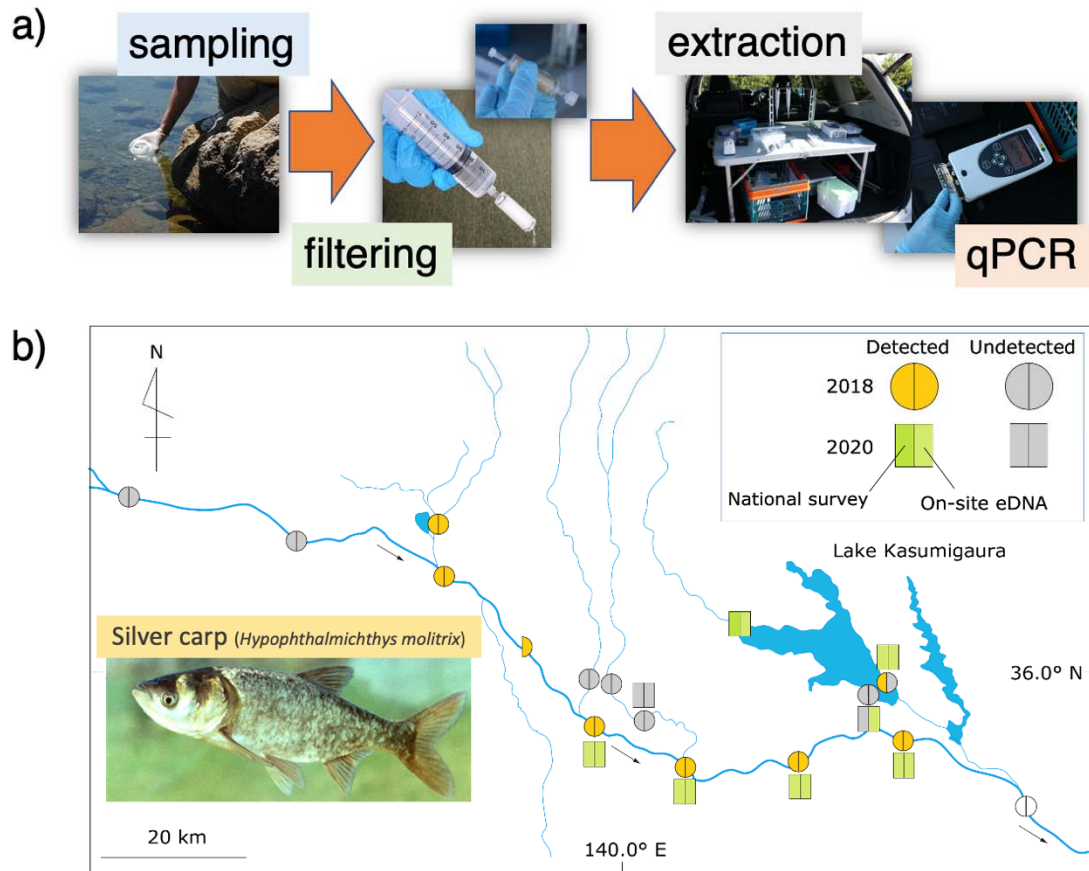 a)
sampling
filtering
extraction
qPCR
b)
N
Detected
Undetected
2018
2020
National survey
On-site eDNA
Lake Kasumigaura
Silver carp (Hypophthalmichthys molitrix)
36.0° N
20 km
140.0° E